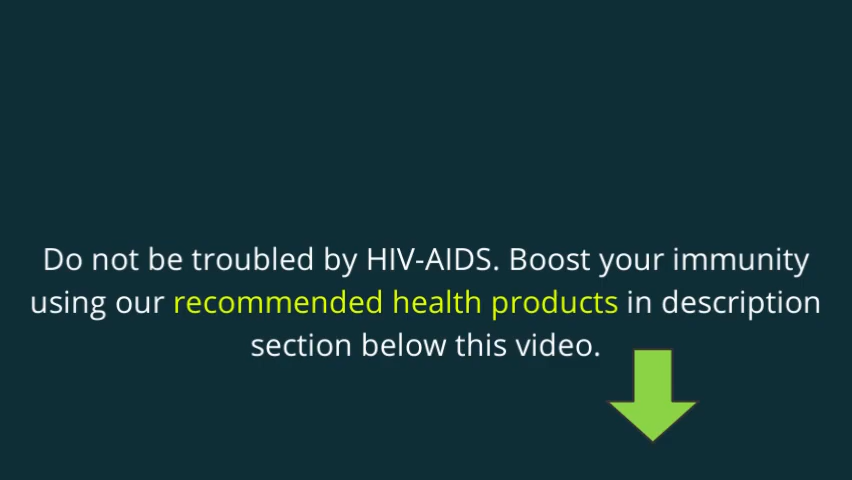 Do not be troubled by HIV-AIDS. Boost your immunity
using our recommended health products in description
section below this video.